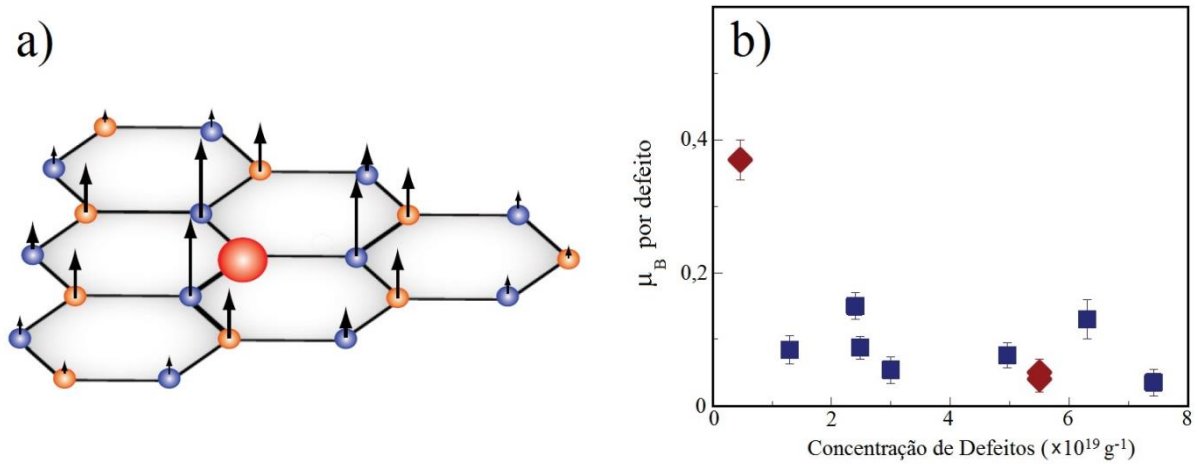 a)
b)
0,4
0,2
0
μB por defeito
0 2 4 6 8
Concentração de Defeitos (×10¹⁹ g⁻¹)